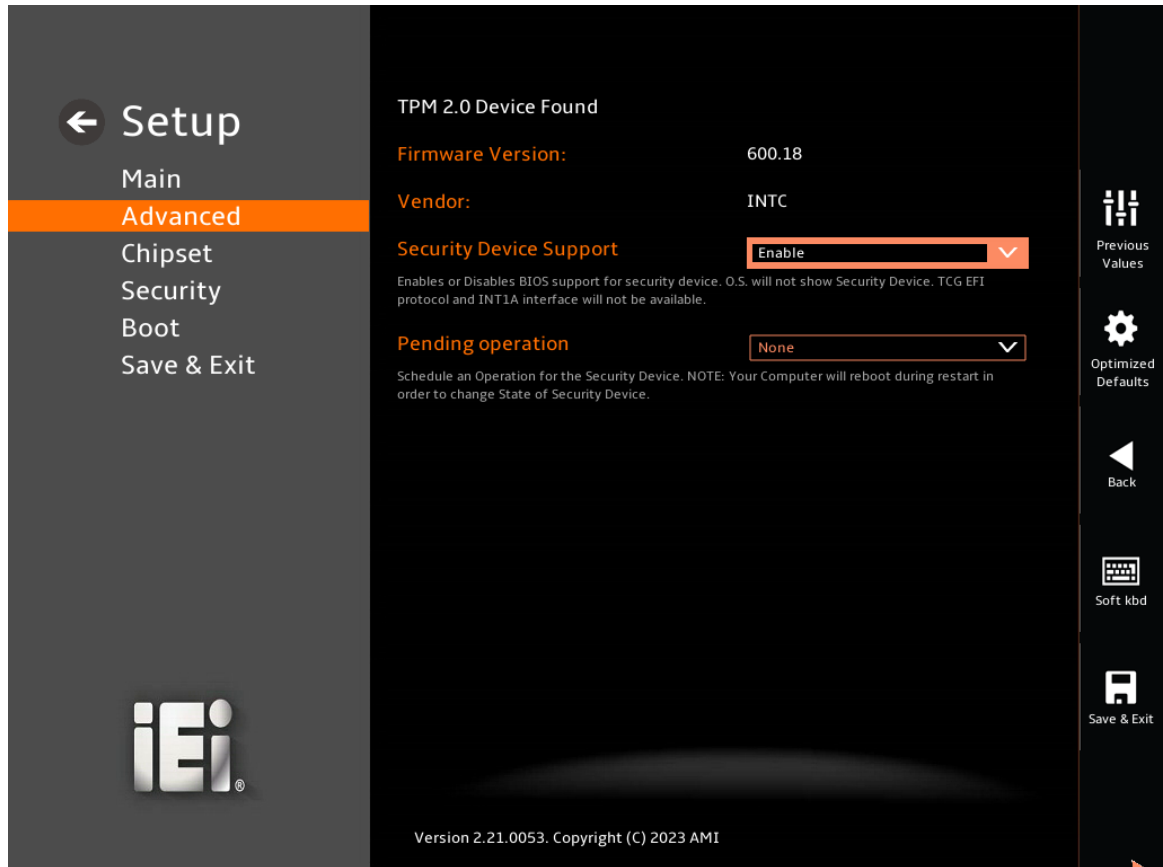 Setup
Main
Advanced
Chipset
Security
Boot
Save & Exit
iEi®
TPM 2.0 Device Found
Firmware Version: 600.18
Vendor: INTC
Security Device Support Enable
Enables or Disables BIOS support for security device. O.S. will not show Security Device. TCG EFI
protocol and INT1A interface will not be available.
Pending operation None
Schedule an Operation for the Security Device. NOTE: Your Computer will reboot during restart in
order to change State of Security Device.
Version 2.21.0053. Copyright (C) 2023 AMI
Previous
Values
Optimized
Defaults
Back
Soft kbd
Save & Exit